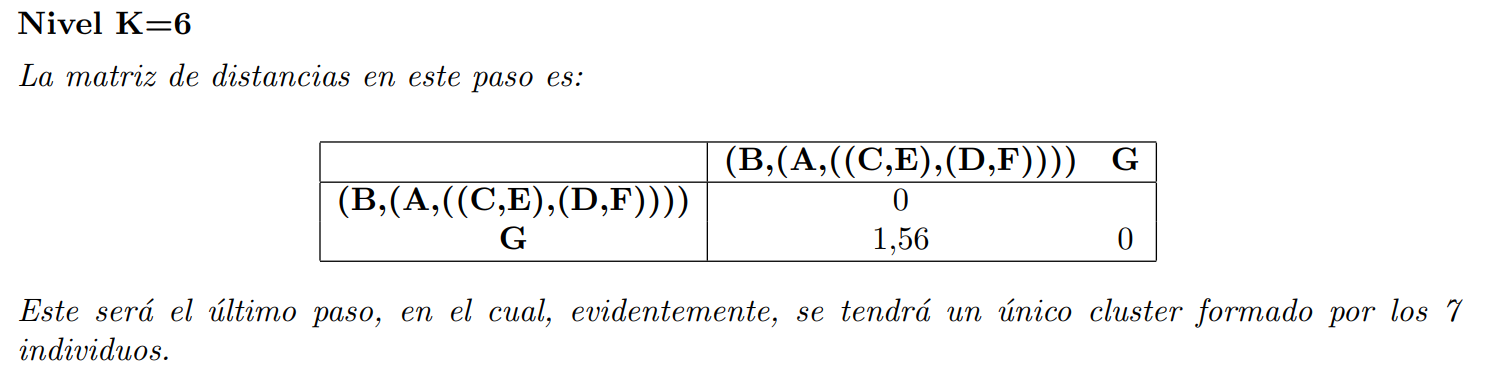 Nivel K=6
La matriz de distancias en este paso es:
(B,(A,((C,E),(D,F)))) G
(B,(A,((C,E),(D,F)))) 0
G 1,56 0
Este será el último paso, en el cual, evidentemente, se tendrá un único cluster formado por los 7
individuos.